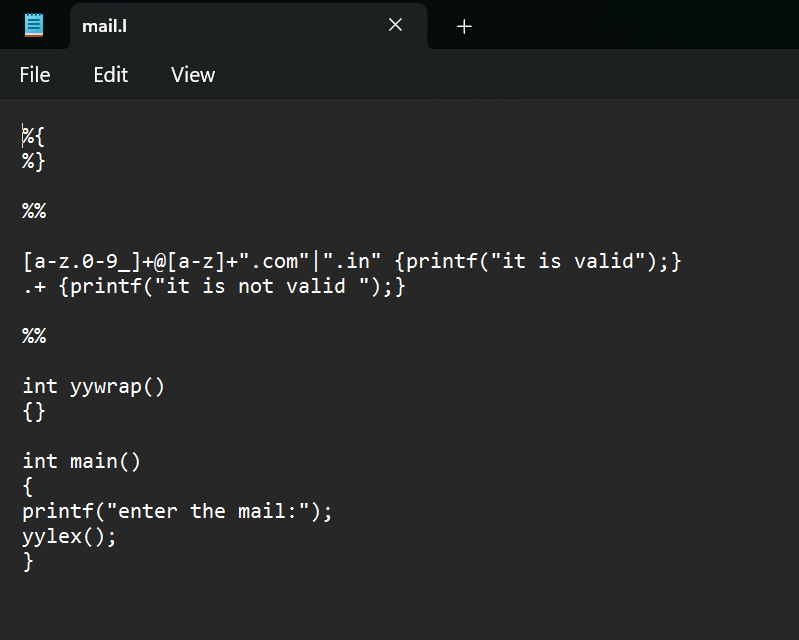 mail.l
File Edit View
%{
%}
%%
[a-z.0-9_]+@[a-z]+".com"|".in" {printf("it is valid");}
.+ {printf("it is not valid ");}
%%
int yywrap()
{}
int main()
{
printf("enter the mail:");
yylex();
}